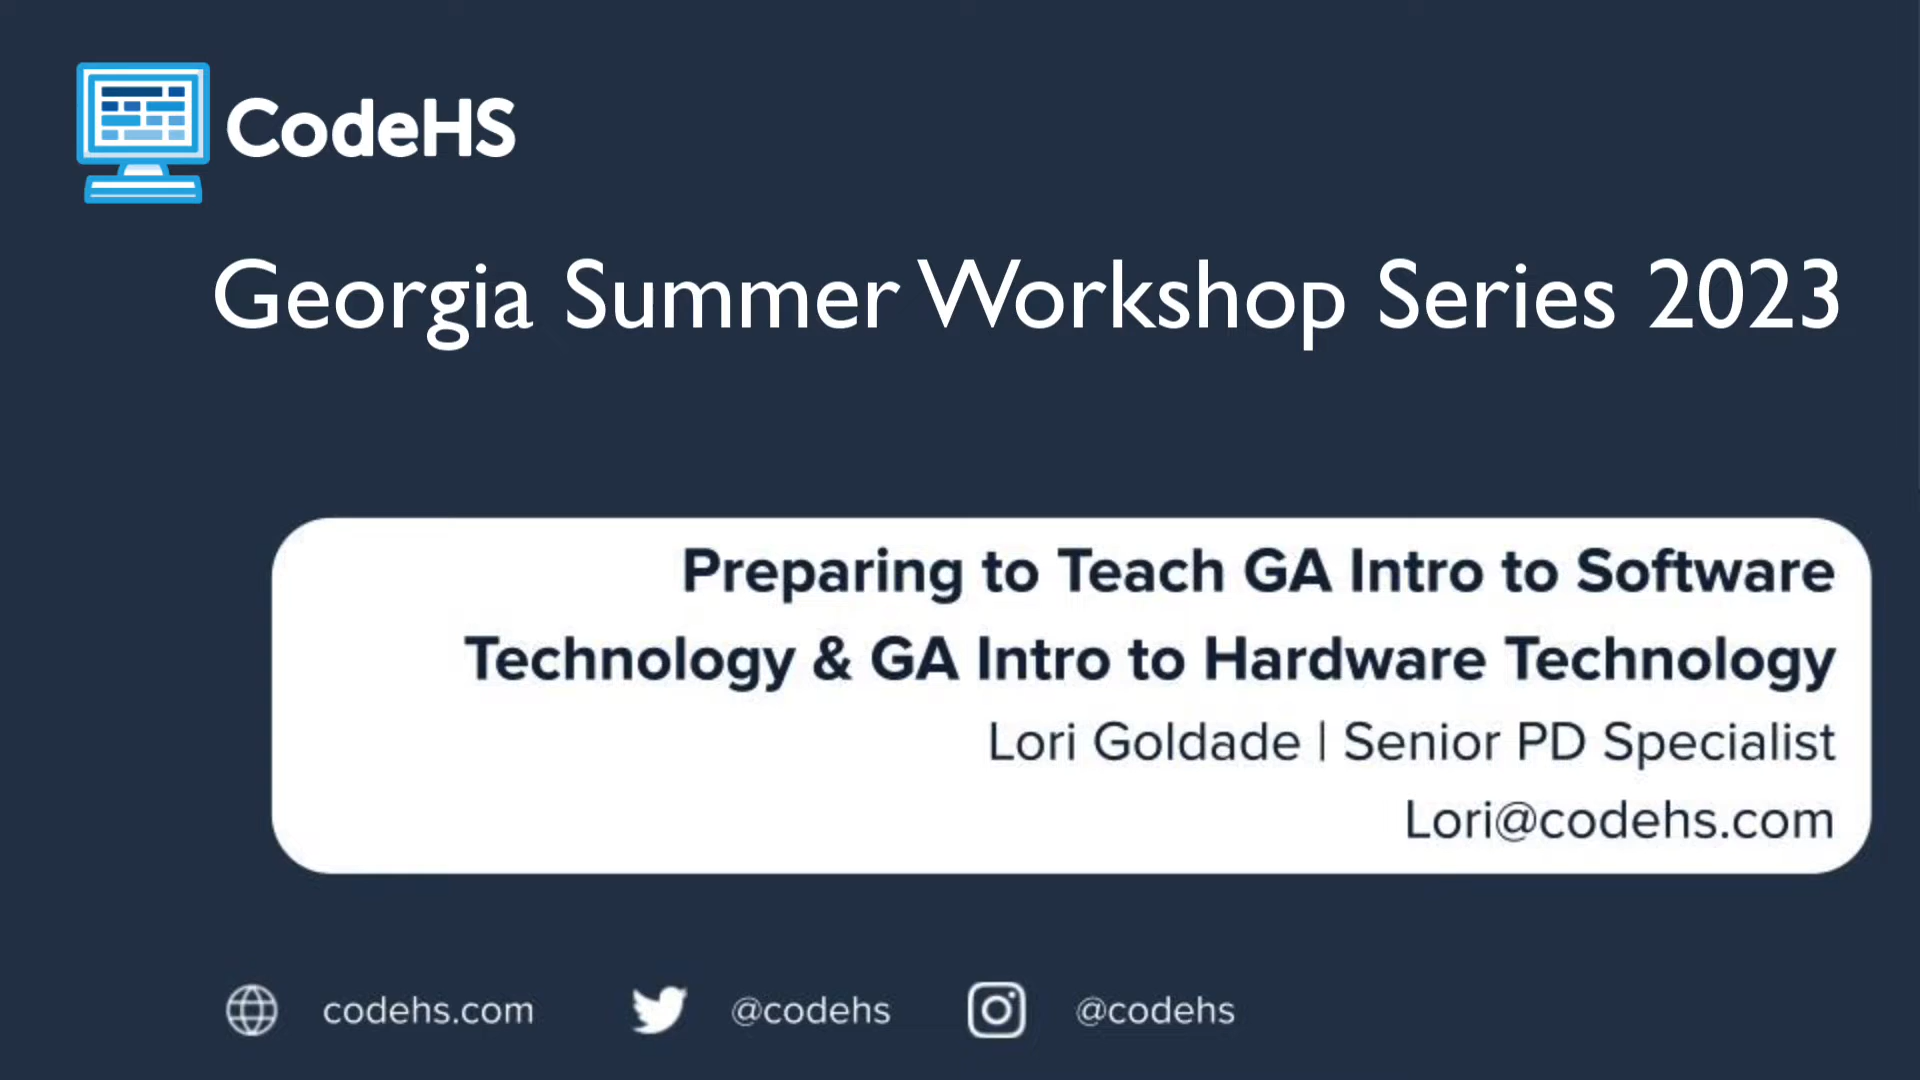 CodeHS
Georgia Summer Workshop Series 2023
Preparing to Teach GA Intro to Software
Technology & GA Intro to Hardware Technology
Lori Goldade | Senior PD Specialist
Lori@codehs.com
codehs.com @codehs @codehs